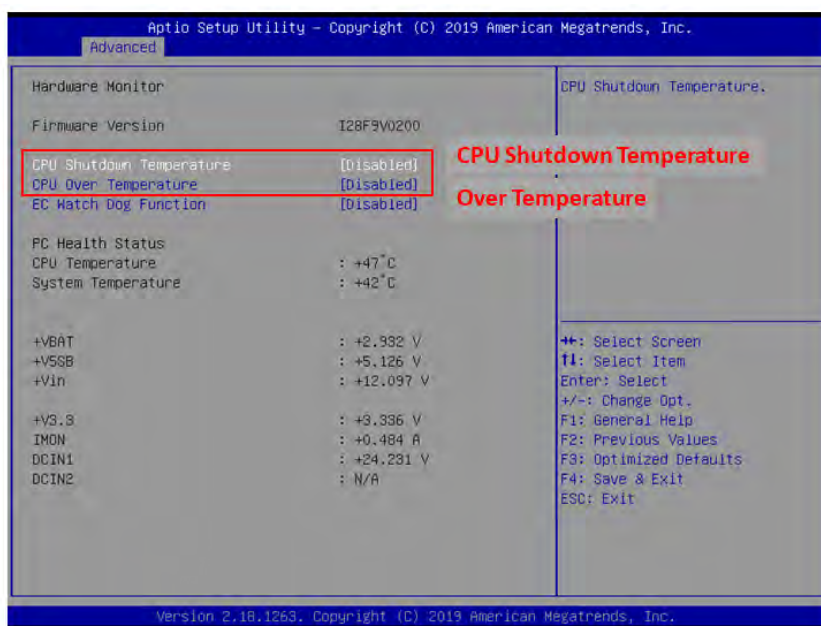 Aptio Setup Utility – Copyright (C) 2019 American Megatrends, Inc.
Advanced
Hardware Monitor
CPU Shutdown Temperature.
Firmware Version I28F9V0200
CPU Shutdown Temperature [Disabled]
CPU Shutdown Temperature
CPU Over Temperature [Disabled]
Over Temperature
EC Watch Dog Function [Disabled]
PC Health Status
CPU Temperature : +47°C
System Temperature : +42°C
+VBAT : +2.932 V
+V5SB : +5.126 V
+Vin : +12.097 V
+V3.3 : +3.336 V
IMON : +0.484 A
DCIN1 : +24.231 V
DCIN2 : N/A
→←: Select Screen
↑↓: Select Item
Enter: Select
+/-: Change Opt.
F1: General Help
F2: Previous Values
F3: Optimized Defaults
F4: Save & Exit
ESC: Exit
Version 2.18.1263. Copyright (C) 2019 American Megatrends, Inc.